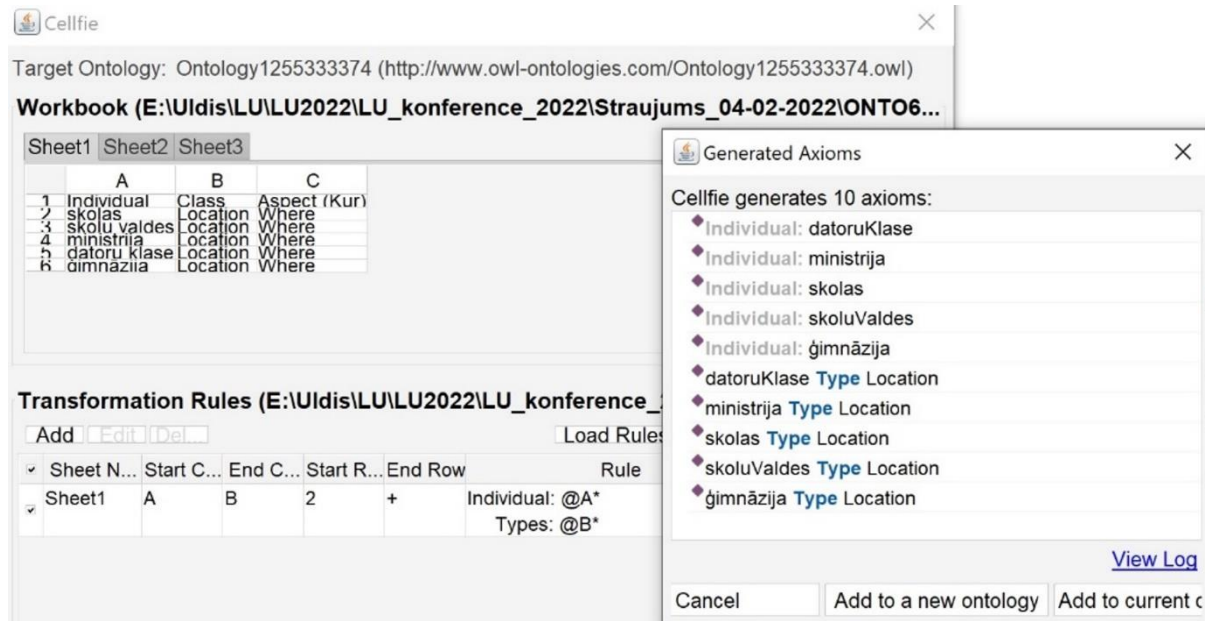 Cellfie
Target Ontology: Ontology1255333374 (http://www.owl-ontologies.com/Ontology1255333374.owl)
Workbook (E:\Uldis\LU\LU2022\LU_konference_2022\Straujums_04-02-2022\ONTO6...
Sheet1 Sheet2 Sheet3
A B C
1 Individual Class Aspect (Kur)
2 skolas Location Where
3 skolu valdes Location Where
4 ministrija Location Where
5 datoru klase Location Where
6 ģimnāzija Location Where
Transformation Rules (E:\Uldis\LU\LU2022\LU_konference_
Add Edit Del...
Load Rules
Sheet N... Start C... End C... Start R... End Row Rule
Sheet1 A B 2 + Individual: @A*
Types: @B*
Generated Axioms
Cellfie generates 10 axioms:
Individual: datoruKlase
Individual: ministrija
Individual: skolas
Individual: skoluValdes
Individual: ģimnāzija
datoruKlase Type Location
ministrija Type Location
skolas Type Location
skoluValdes Type Location
ģimnāzija Type Location
View Log
Cancel Add to a new ontology Add to current